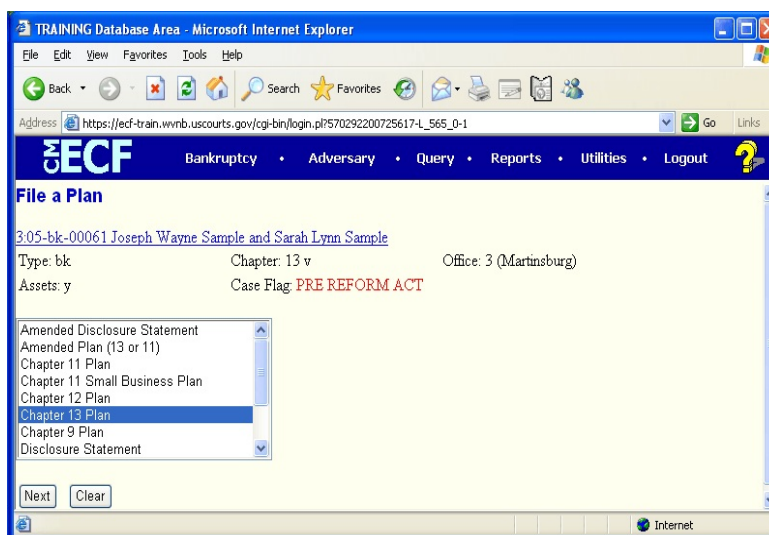 TRAINING Database Area - Microsoft Internet Explorer
File Edit View Favorites Tools Help
Back Search Favorites
Address https://ecf-train.wvnb.uscourts.gov/cgi-bin/login.pl?570292200725617-L_565_0-1 Go Links
CM ECF Bankruptcy • Adversary • Query • Reports • Utilities • Logout ?
File a Plan
3:05-bk-00061 Joseph Wayne Sample and Sarah Lynn Sample
Type: bk Chapter: 13 v Office: 3 (Martinsburg)
Assets: y Case Flag: PRE REFORM ACT
Amended Disclosure Statement
Amended Plan (13 or 11)
Chapter 11 Plan
Chapter 11 Small Business Plan
Chapter 12 Plan
Chapter 13 Plan
Chapter 9 Plan
Disclosure Statement
Next Clear
Internet